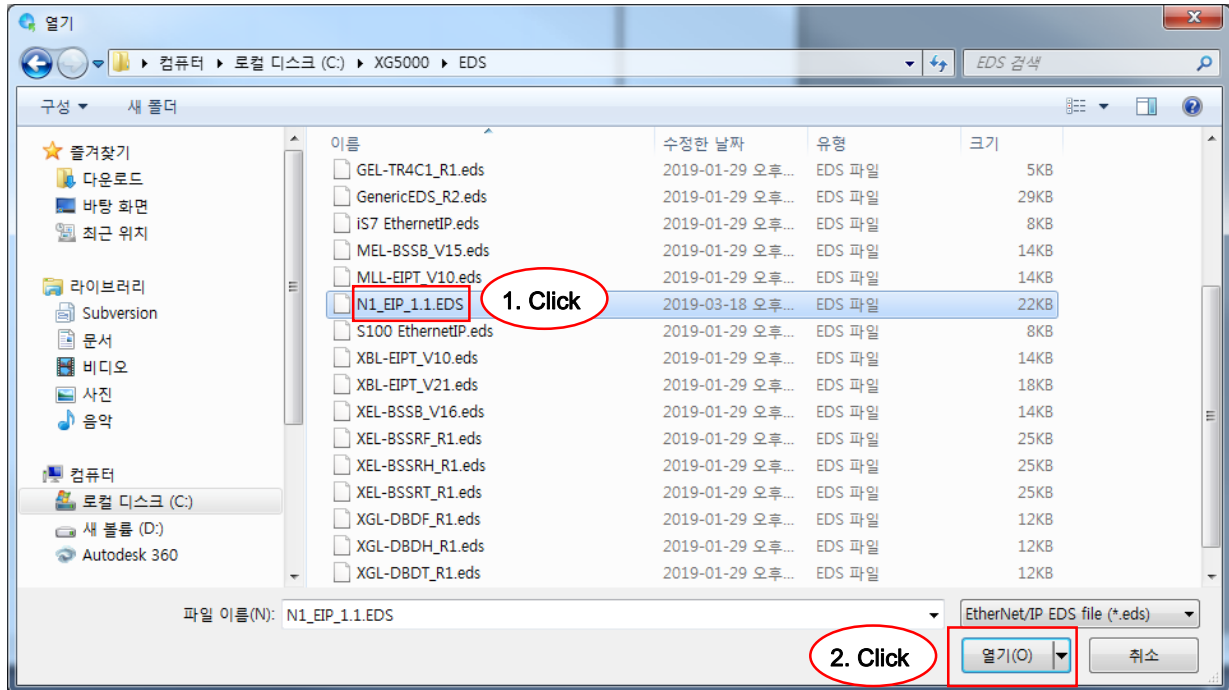 열기
컴퓨터 ▶ 로컬 디스크 (C:) ▶ XG5000 ▶ EDS
EDS 검색
구성 새 폴더
이름 수정한 날짜 유형 크기
즐겨찾기
다운로드
바탕 화면
최근 위치
라이브러리
Subversion
문서
비디오
사진
음악
컴퓨터
로컬 디스크 (C:)
새 볼륨 (D:)
Autodesk 360
GEL-TR4C1_R1.eds 2019-01-29 오후... EDS 파일 5KB
GenericEDS_R2.eds 2019-01-29 오후... EDS 파일 29KB
iS7 EthernetIP.eds 2019-01-29 오후... EDS 파일 8KB
MEL-BSSB_V15.eds 2019-01-29 오후... EDS 파일 14KB
MLL-EIPT_V10.eds 2019-01-29 오후... EDS 파일 14KB
N1_EIP_1.1.EDS 1. Click 2019-03-18 오후... EDS 파일 22KB
S100 EthernetIP.eds 2019-01-29 오후... EDS 파일 8KB
XBL-EIPT_V10.eds 2019-01-29 오후... EDS 파일 14KB
XBL-EIPT_V21.eds 2019-01-29 오후... EDS 파일 18KB
XEL-BSSB_V16.eds 2019-01-29 오후... EDS 파일 14KB
XEL-BSSRF_R1.eds 2019-01-29 오후... EDS 파일 25KB
XEL-BSSRH_R1.eds 2019-01-29 오후... EDS 파일 25KB
XEL-BSSRT_R1.eds 2019-01-29 오후... EDS 파일 25KB
XGL-DBDF_R1.eds 2019-01-29 오후... EDS 파일 12KB
XGL-DBDH_R1.eds 2019-01-29 오후... EDS 파일 12KB
XGL-DBDT_R1.eds 2019-01-29 오후... EDS 파일 12KB
파일 이름(N): N1_EIP_1.1.EDS EtherNet/IP EDS file (*.eds)
2. Click 열기(O) 취소